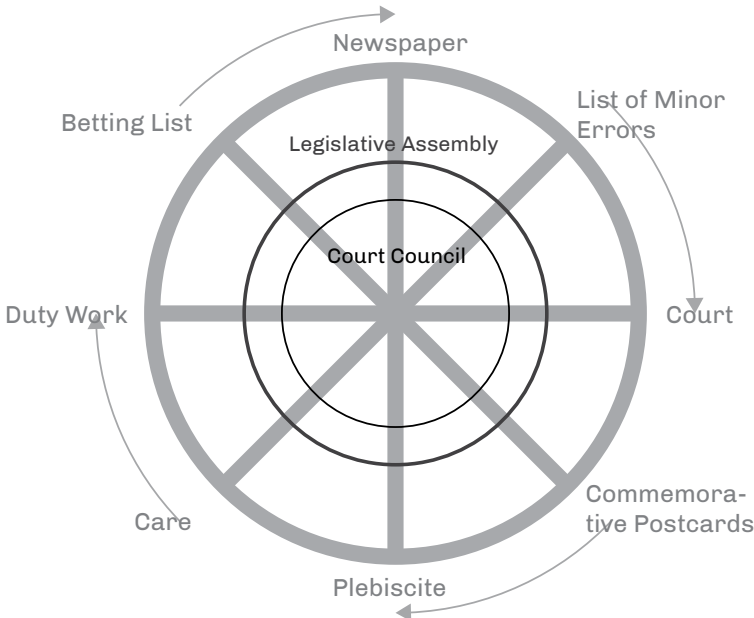 Newspaper
List of Minor
Errors
Betting List
Legislative Assembly
Court Council
Duty Work
Court
Commemora-
tive Postcards
Care
Plebiscite